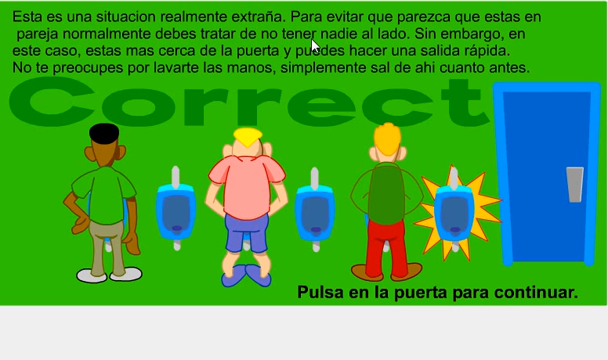 Esta es una situacion realmente extraña. Para evitar que parezca que estas en
pareja normalmente debes tratar de no tener nadie al lado. Sin embargo, en
este caso, estas mas cerca de la puerta y puedes hacer una salida rápida.
No te preocupes por lavarte las manos, simplemente sal de ahi cuanto antes.
Correct
Pulsa en la puerta para continuar.